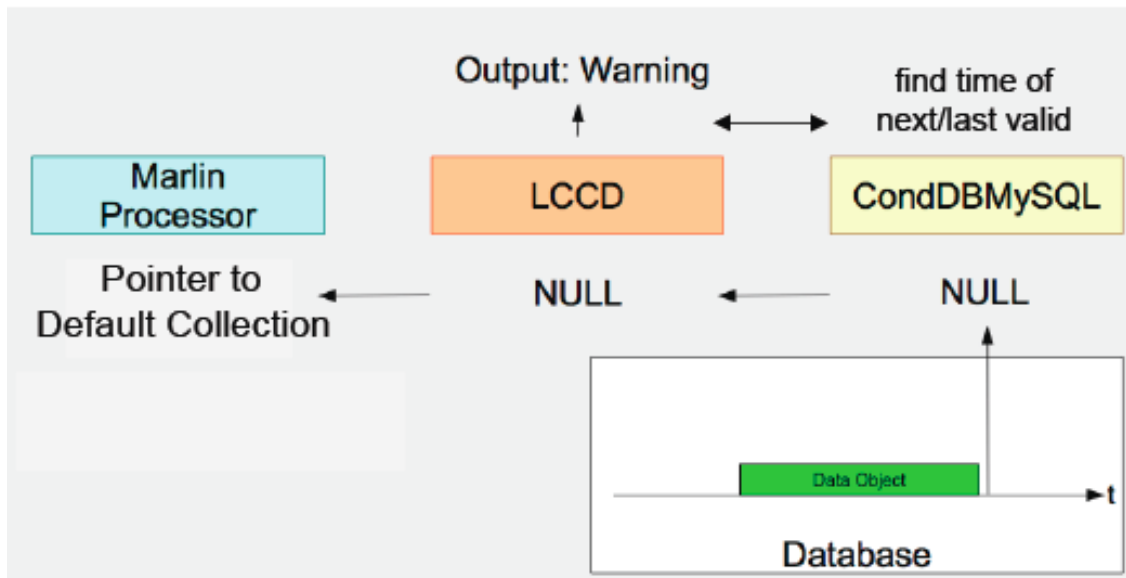 Output: Warning
find time of
next/last valid
Marlin
Processor
LCCD
CondDBMySQL
Pointer to
Default Collection
NULL
NULL
Data Object
t
Database